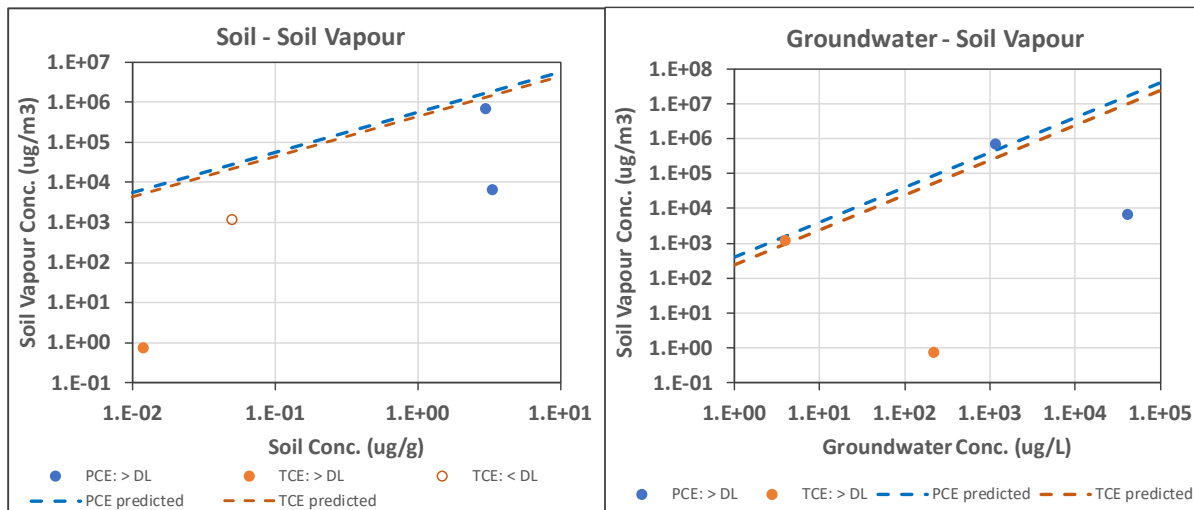 Soil - Soil Vapour
Soil Vapour Conc. (ug/m3)
1.E+07
1.E+06
1.E+05
1.E+04
1.E+03
1.E+02
1.E+01
1.E+00
1.E-01
1.E-02 1.E-01 1.E+00 1.E+01
Soil Conc. (ug/g)
PCE: > DL TCE: > DL TCE: < DL
PCE predicted TCE predicted
Groundwater - Soil Vapour
Soil Vapour Conc. (ug/m3)
1.E+08
1.E+07
1.E+06
1.E+05
1.E+04
1.E+03
1.E+02
1.E+01
1.E+00
1.E-01
1.E+00 1.E+01 1.E+02 1.E+03 1.E+04 1.E+05
Groundwater Conc. (ug/L)
PCE: > DL TCE: > DL PCE predicted TCE predicted